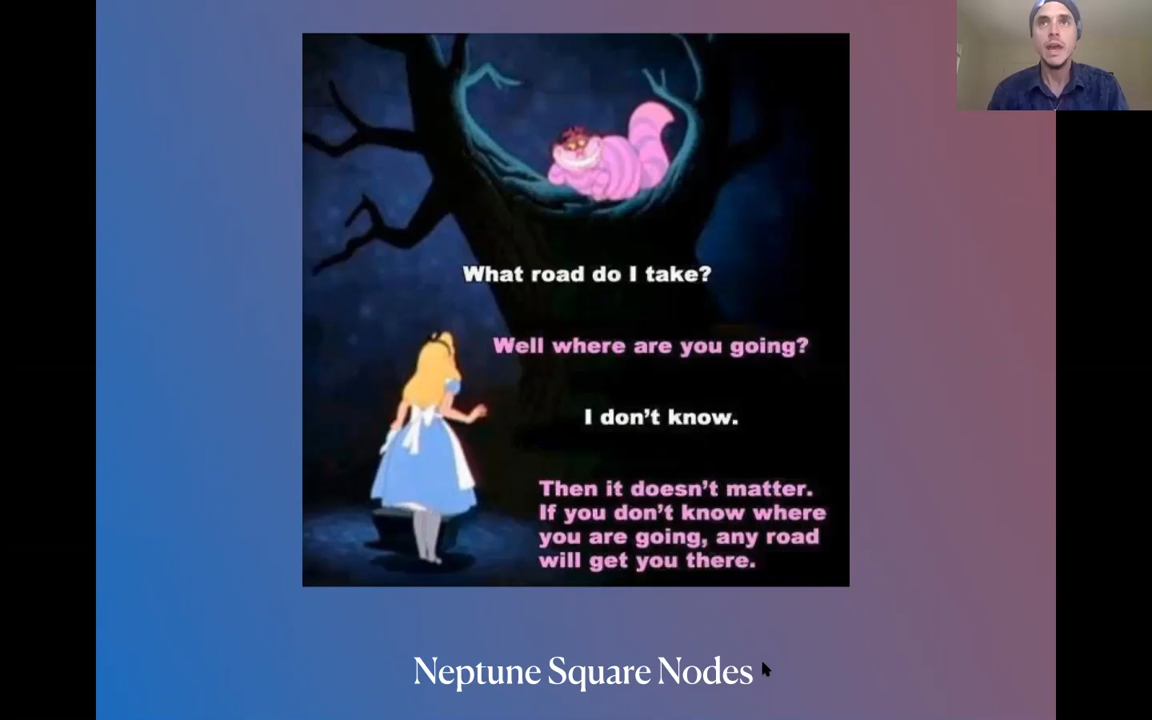 What road do I take?
Well where are you going?
I don't know.
Then it doesn't matter.
If you don't know where
you are going, any road
will get you there.
Neptune Square Nodes